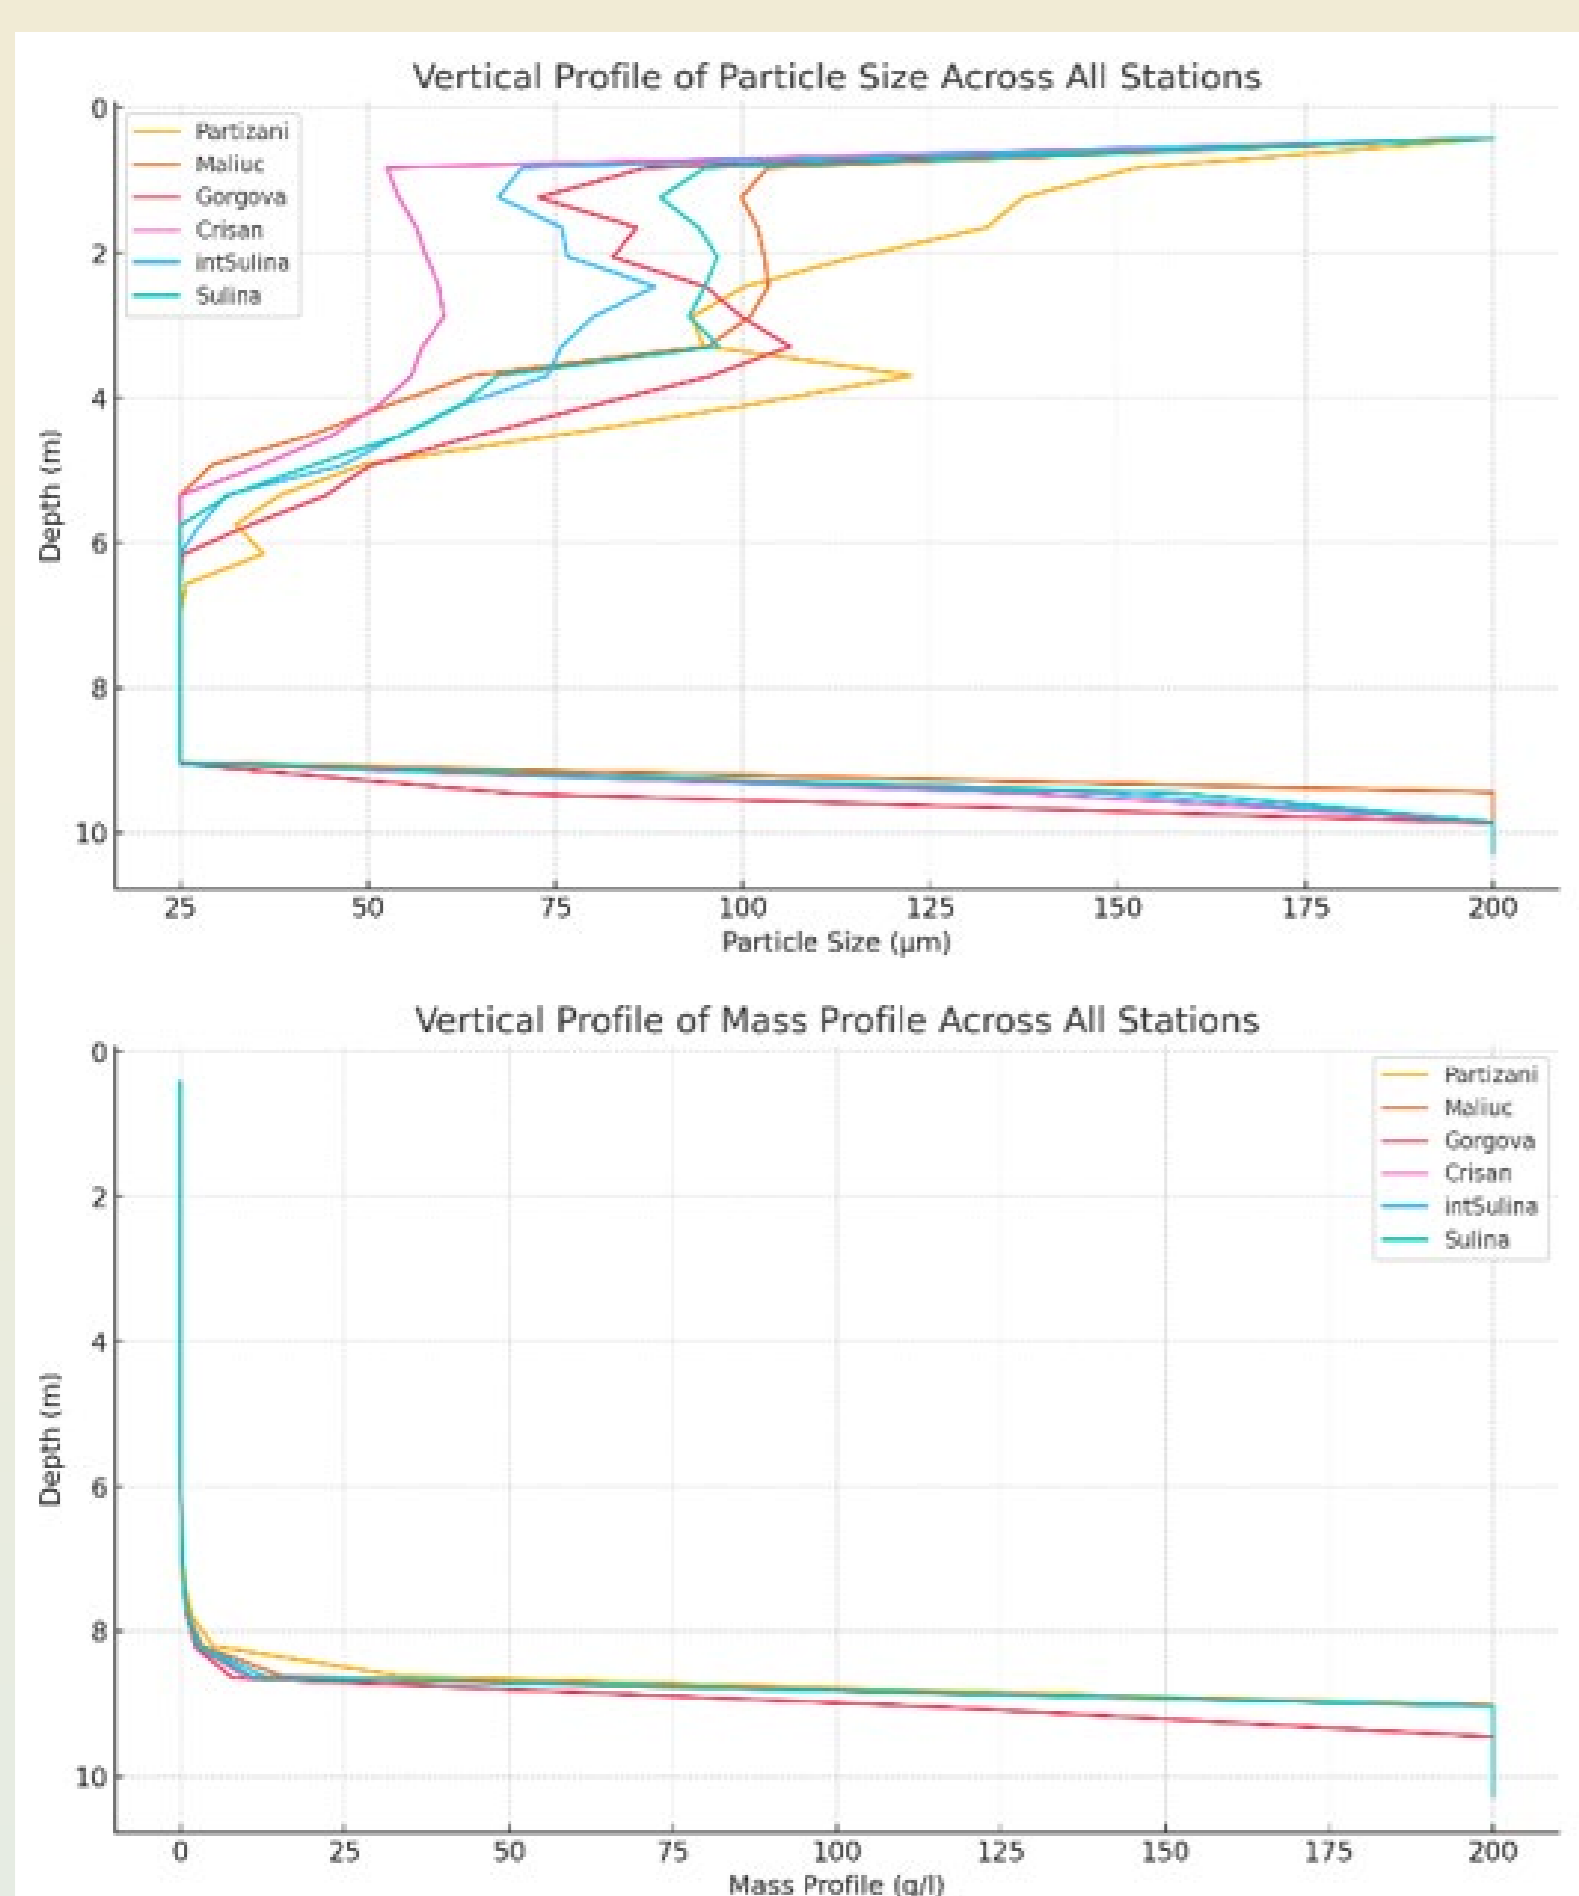 Vertical Profile of Particle Size Across All Stations
0
Partizani
Maliuc
Gorgova
Crisan
intSulina
Sulina
2
4
6
8
10
Depth (m)
25 50 75 100 125 150 175 200
Particle Size (µm)
Vertical Profile of Mass Profile Across All Stations
0
Partizani
Maliuc
Gorgova
Crisan
intSulina
Sulina
2
4
6
8
10
Depth (m)
0 25 50 75 100 125 150 175 200
Mass Profile (g/l)